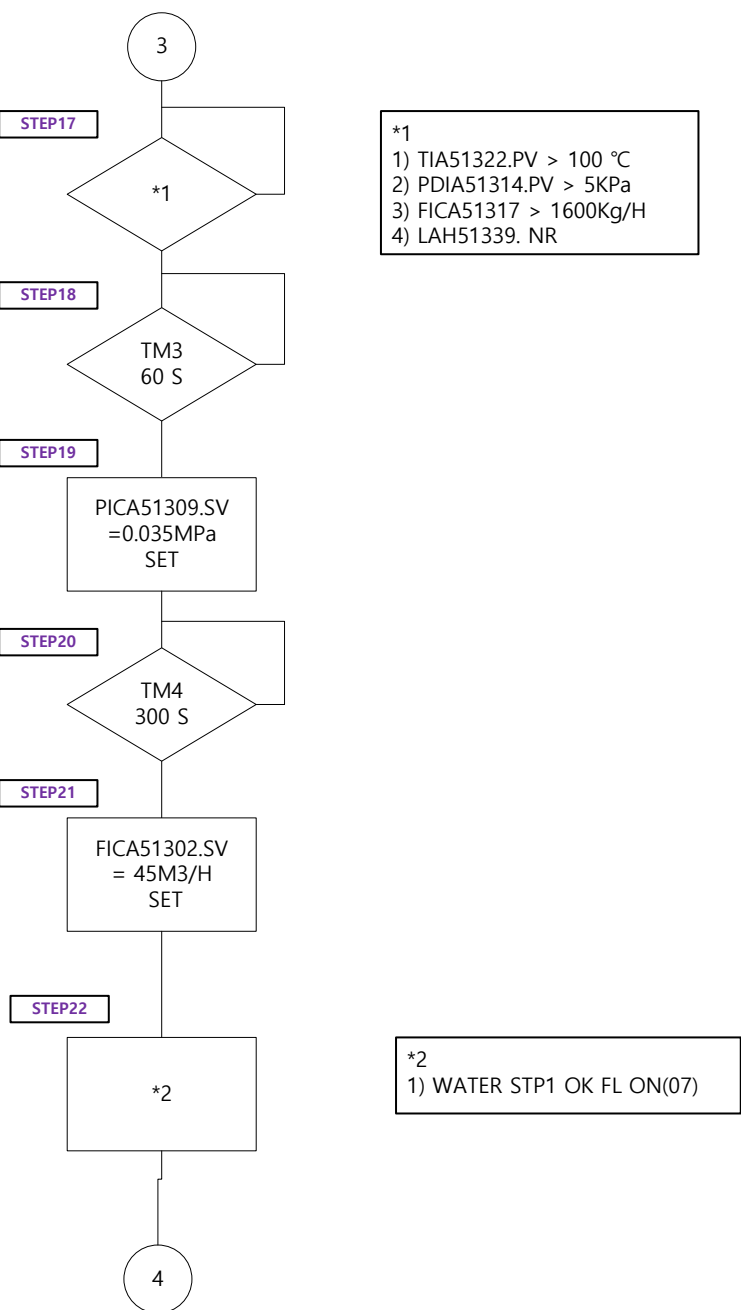 3
STEP17
*1
*1
1) TIA51322.PV > 100 ℃
2) PDIA51314.PV > 5KPa
3) FICA51317 > 1600Kg/H
4) LAH51339. NR
STEP18
TM3
60 S
STEP19
PICA51309.SV
=0.035MPa
SET
STEP20
TM4
300 S
STEP21
FICA51302.SV
= 45M3/H
SET
STEP22
*2
*2
1) WATER STP1 OK FL ON(07)
4